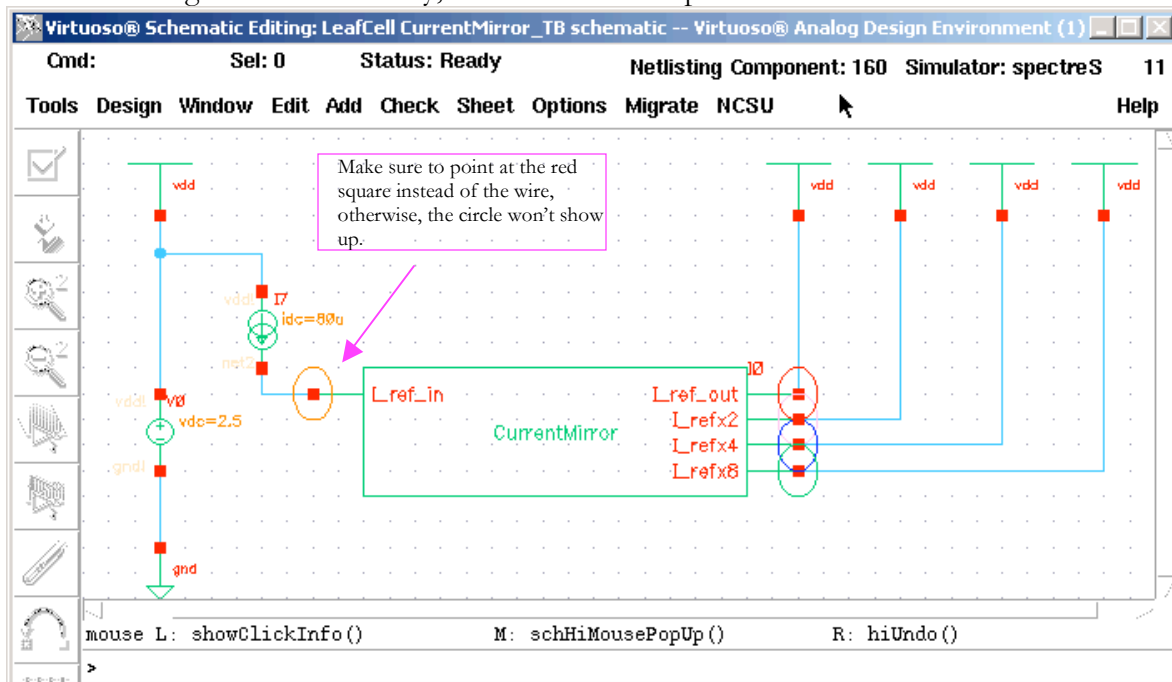 Virtuoso® Schematic Editing: LeafCell CurrentMirror_TB schematic -- Virtuoso® Analog Design Environment (1)
Cmd: Sel: 0 Status: Ready Netlisting Component: 160 Simulator: spectreS 11
Tools Design Window Edit Add Check Sheet Options Migrate NCSU Help
Make sure to point at the red
square instead of the wire,
otherwise, the circle won't show
up.
vdd
vdd
vdd
vdd
vdd
vdd!
I7
idc=80u
net2
I0
I_ref_in
I_ref_out
I_refx2
I_refx4
I_refx8
CurrentMirror
vdd!
V0
vdc=2.5
gnd!
gnd
mouse L: showClickInfo() M: schHiMousePopUp() R: hiUndo()
>